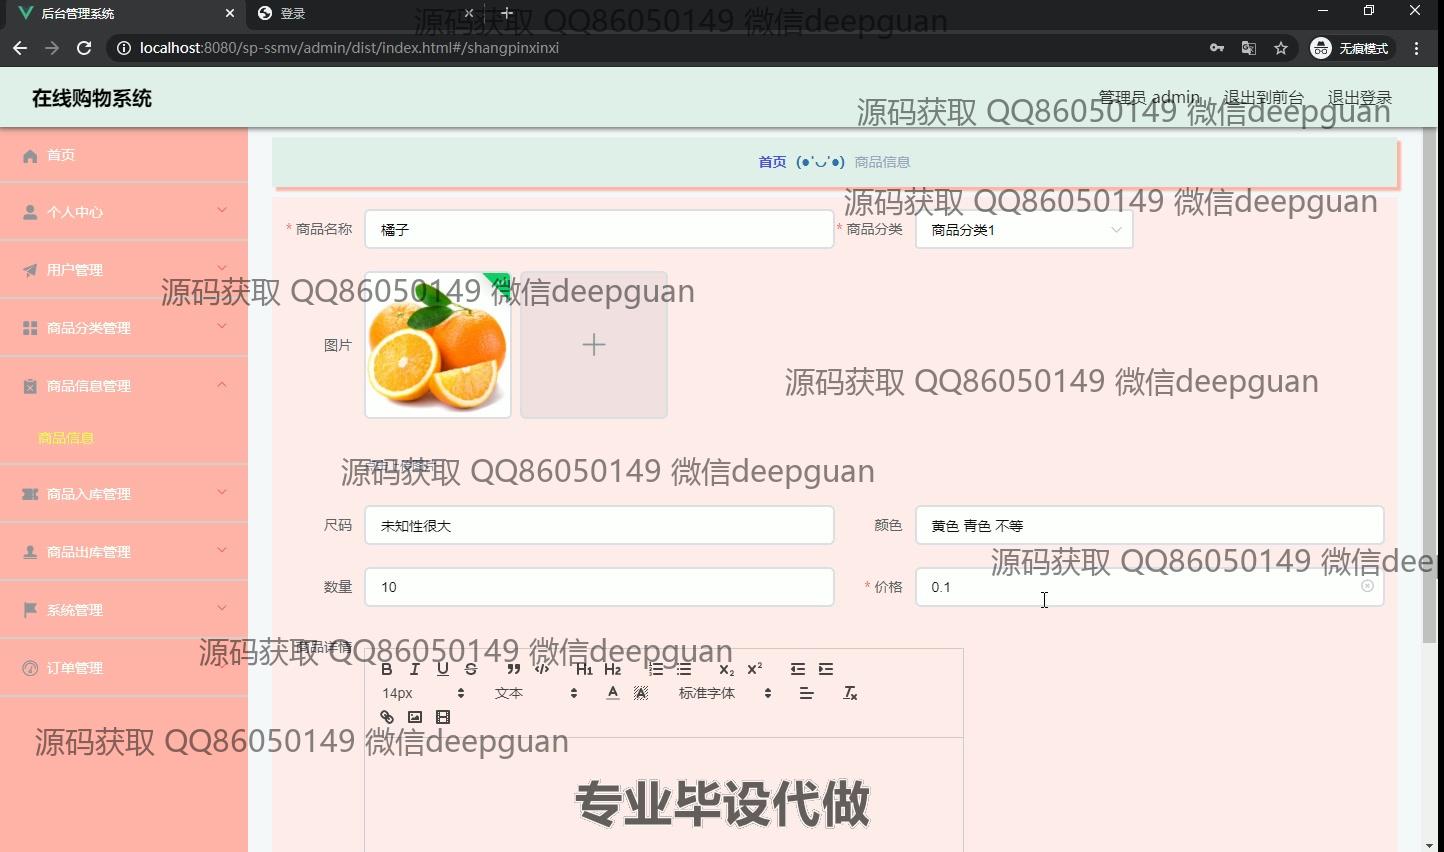 后台管理系统
登录
源码获取 QQ86050149 微信deepguan
localhost:8080/sp-ssmv/admin/dist/index.html#/shangpinxinxi
无痕模式
在线购物系统
管理员 admin 退出到前台 退出登录
源码获取 QQ86050149 微信deepguan
首页
首页 (●'◡'●) 商品信息
源码获取 QQ86050149 微信deepguan
个人中心
* 商品名称 橘子
* 商品分类 商品分类1
用户管理
源码获取 QQ86050149 微信deepguan
商品分类管理
图片
商品信息管理
源码获取 QQ86050149 微信deepguan
商品信息
点击上传图片
源码获取 QQ86050149 微信deepguan
商品入库管理
尺码 未知性很大
颜色 黄色 青色 不等
商品出库管理
源码获取 QQ86050149 微信deep
数量 10
* 价格 0.1
系统管理
商品详情
源码获取 QQ86050149 微信deepguan
订单管理
B I U S ” </> H1 H2 X2 X2
14px 文本 A A 标准字体 Tx
源码获取 QQ86050149 微信deepguan
专业毕设代做